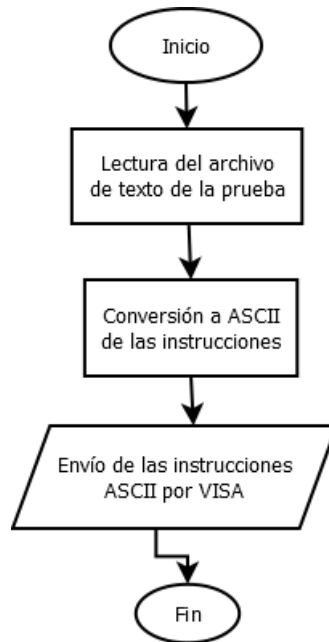 Inicio
Lectura del archivo
de texto de la prueba
Conversión a ASCII
de las instrucciones
Envío de las instrucciones
ASCII por VISA
Fin